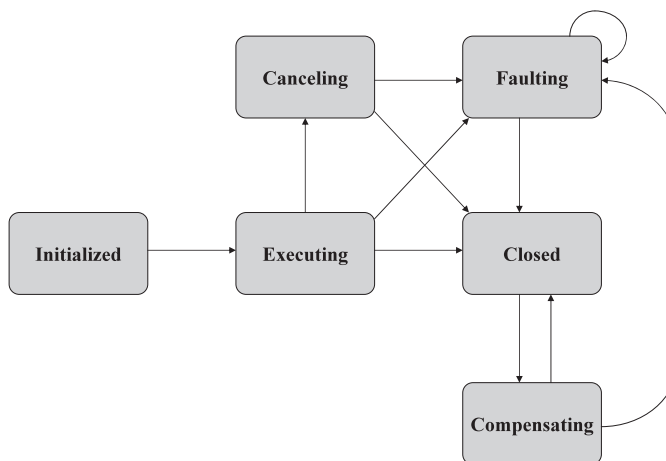 Canceling
Faulting
Initialized
Executing
Closed
Compensating